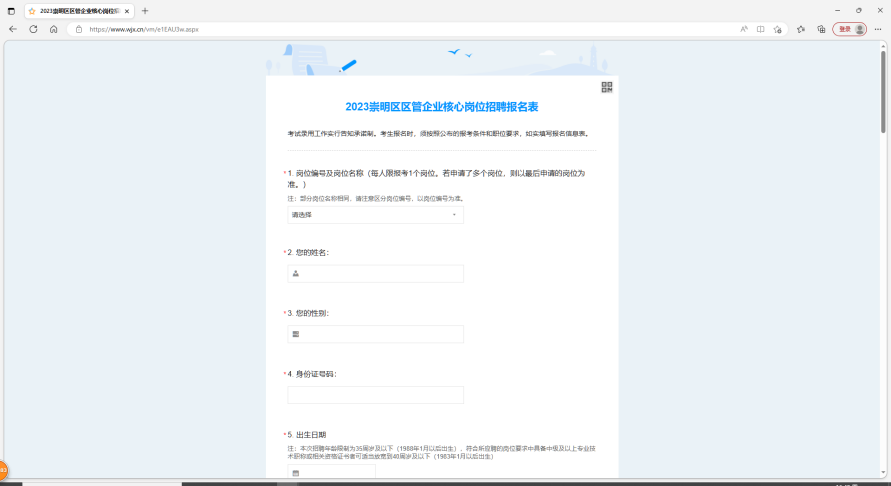 2023崇明区区管企业核心岗位招
https://www.wjx.cn/vm/e1EAU3w.aspx
登录
2023崇明区区管企业核心岗位招聘报名表
考试录用工作实行告知承诺制。考生报名时，须按照公布的报考条件和职位要求，如实填写报名信息表。
*1. 岗位编号及岗位名称（每人限报考1个岗位。若申请了多个岗位，则以最后申请的岗位为
准。）
注：部分岗位名称相同，请注意区分岗位编号，以岗位编号为准。
请选择
*2. 您的姓名:
*3. 您的性别:
*4. 身份证号码:
*5. 出生日期
注：本次招聘年龄限制为35周岁及以下（1988年1月以后出生），符合所应聘的岗位要求中具备中级及以上专业技
术职称或相关资格证书者可适当放宽到40周岁及以下（1983年1月以后出生）